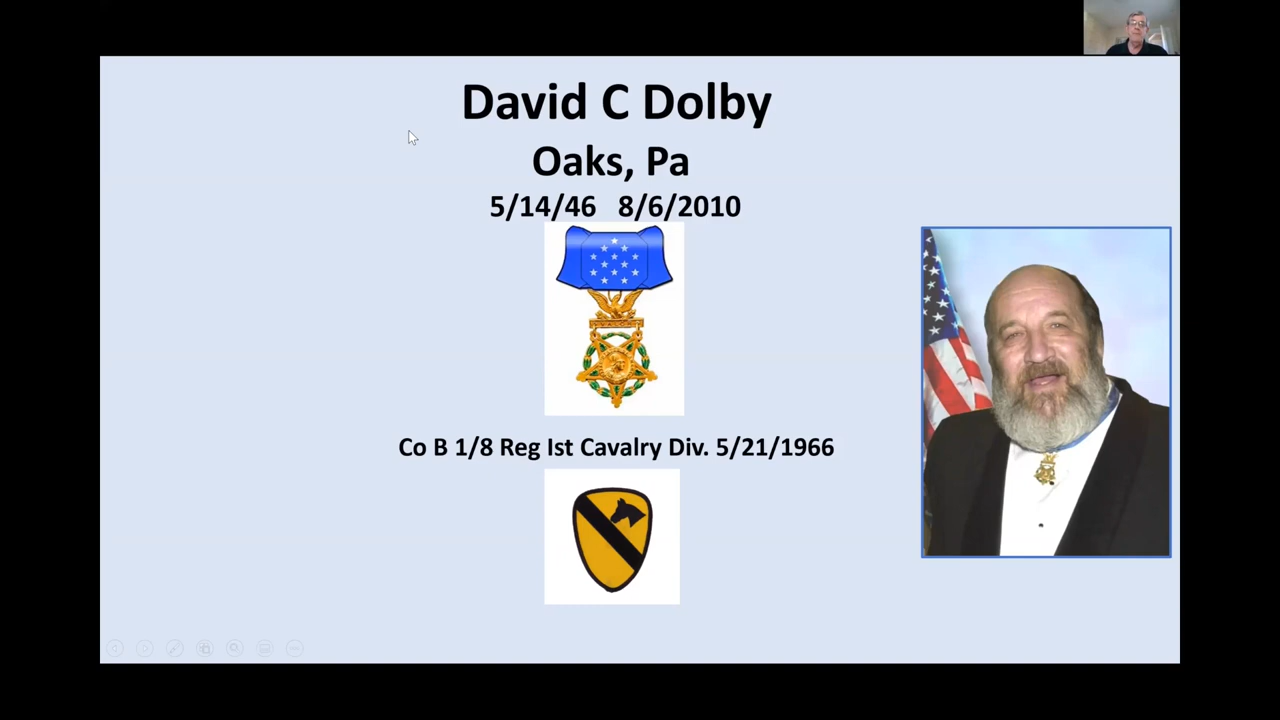 David C Dolby
Oaks, Pa
5/14/46 8/6/2010
Co B 1/8 Reg Ist Cavalry Div. 5/21/1966